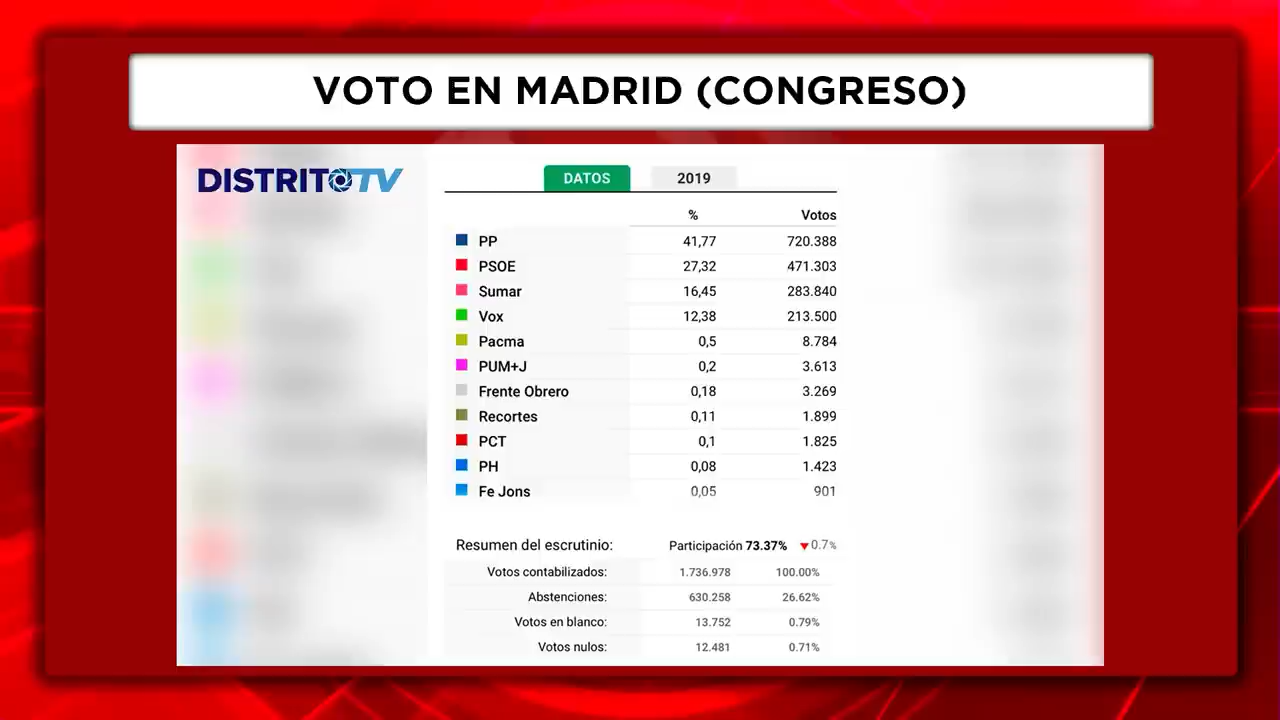 VOTO EN MADRID (CONGRESO)
DISTRITOTV
DATOS 2019
% Votos
PP 41,77 720.388
PSOE 27,32 471.303
Sumar 16,45 283.840
Vox 12,38 213.500
Pacma 0,5 8.784
PUM+J 0,2 3.613
Frente Obrero 0,18 3.269
Recortes 0,11 1.899
PCT 0,1 1.825
PH 0,08 1.423
Fe Jons 0,05 901
Resumen del escrutinio: Participación 73.37% ▼0.7%
Votos contabilizados: 1.736.978 100.00%
Abstenciones: 630.258 26.62%
Votos en blanco: 13.752 0.79%
Votos nulos: 12.481 0.71%